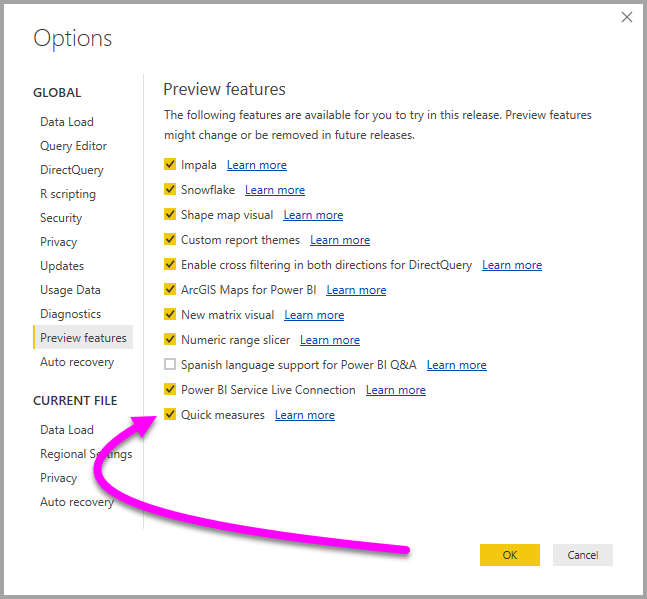 Options
GLOBAL
Data Load
Query Editor
DirectQuery
R scripting
Security
Privacy
Updates
Usage Data
Diagnostics
Preview features
Auto recovery
CURRENT FILE
Data Load
Regional Settings
Privacy
Auto recovery
Preview features
The following features are available for you to try in this release. Preview features
might change or be removed in future releases.
Impala Learn more
Snowflake Learn more
Shape map visual Learn more
Custom report themes Learn more
Enable cross filtering in both directions for DirectQuery Learn more
ArcGIS Maps for Power BI Learn more
New matrix visual Learn more
Numeric range slicer Learn more
Spanish language support for Power BI Q&A Learn more
Power BI Service Live Connection Learn more
Quick measures Learn more
OK Cancel